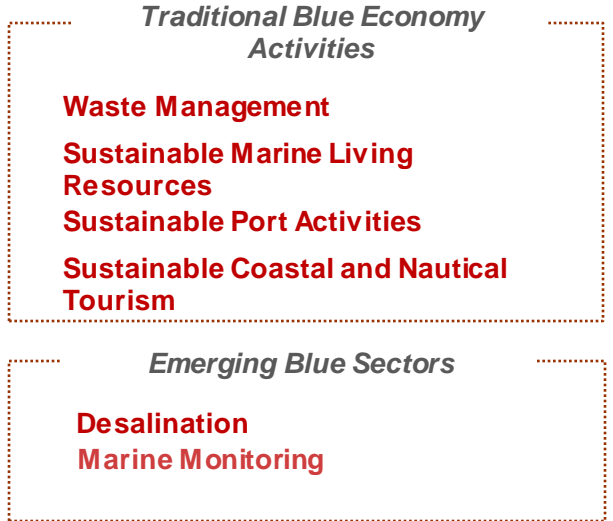 Traditional Blue Economy
Activities
Waste Management
Sustainable Marine Living
Resources
Sustainable Port Activities
Sustainable Coastal and Nautical
Tourism
Emerging Blue Sectors
Desalination
Marine Monitoring